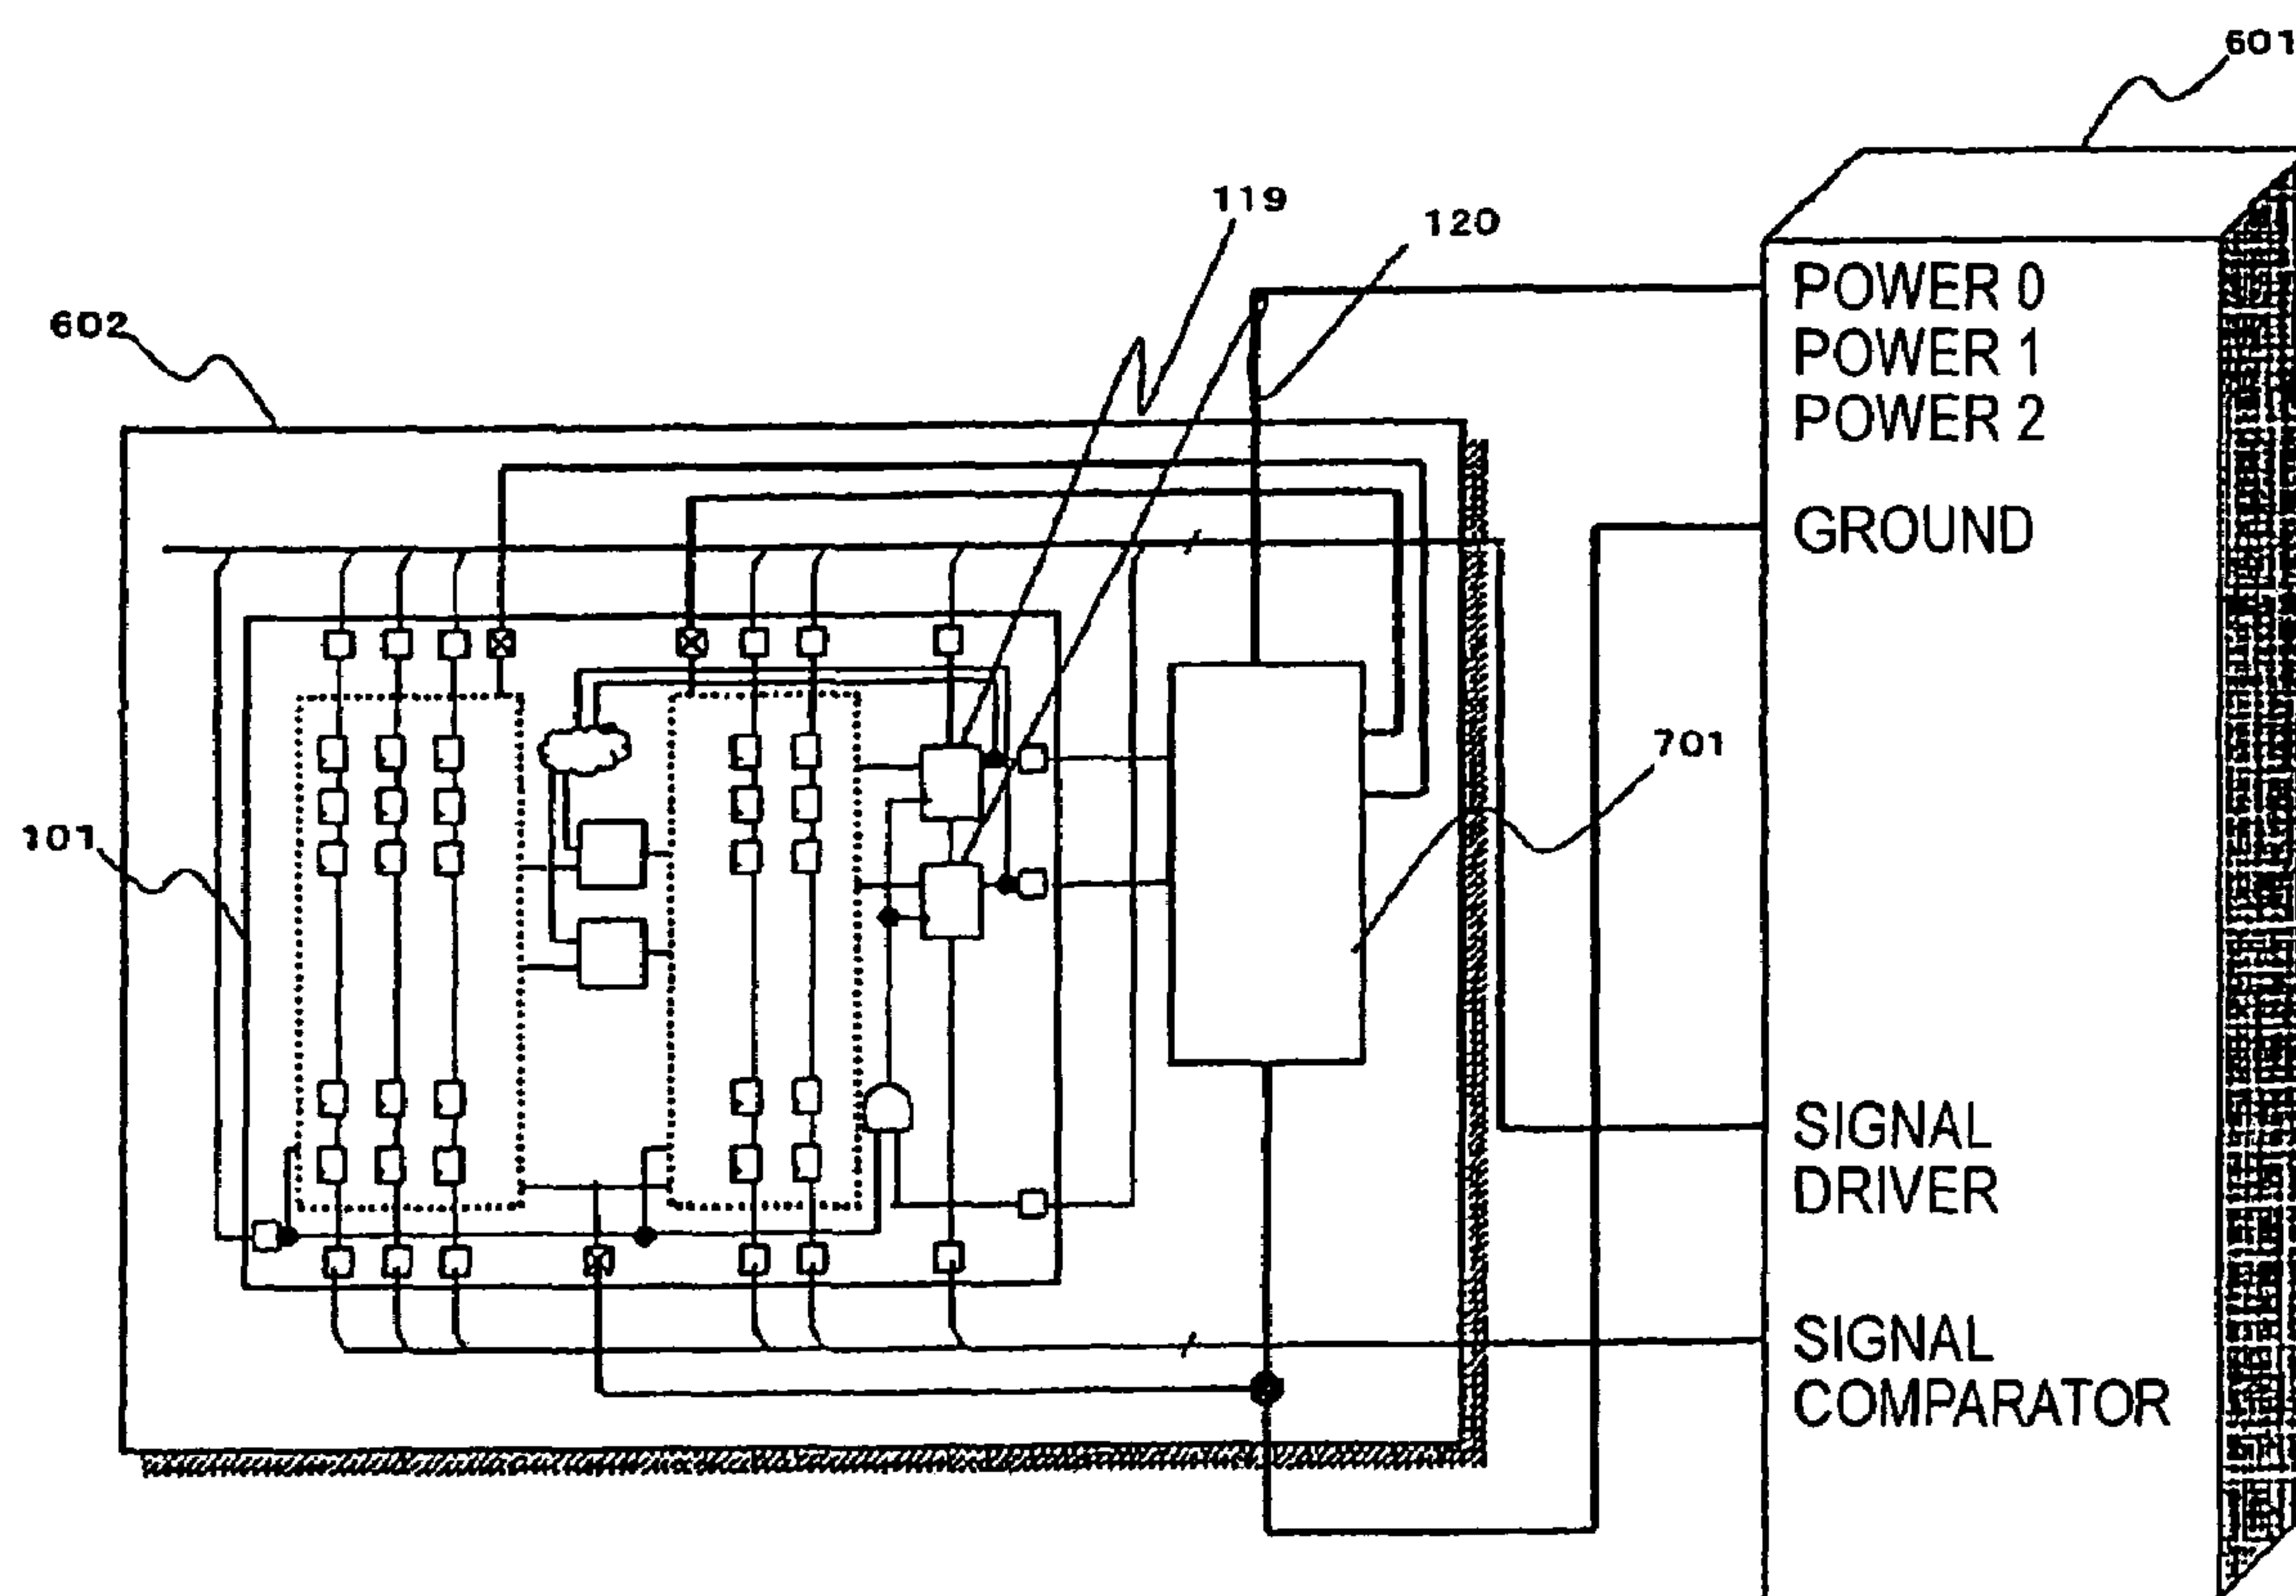 601
119
120
602
POWER 0
POWER 1
POWER 2
GROUND
701
101
SIGNAL
DRIVER
SIGNAL
COMPARATOR